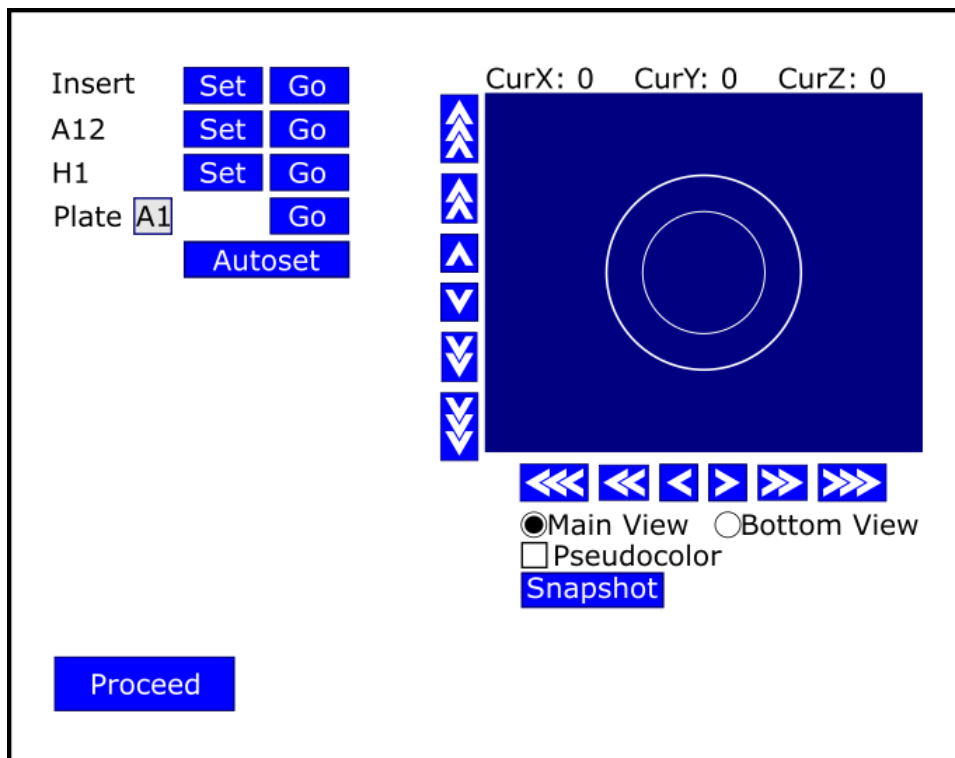 Insert Set Go
A12 Set Go
H1 Set Go
Plate A1 Go
Autoset
CurX: 0 CurY: 0 CurZ: 0
Main View Bottom View
Pseudocolor
Snapshot
Proceed